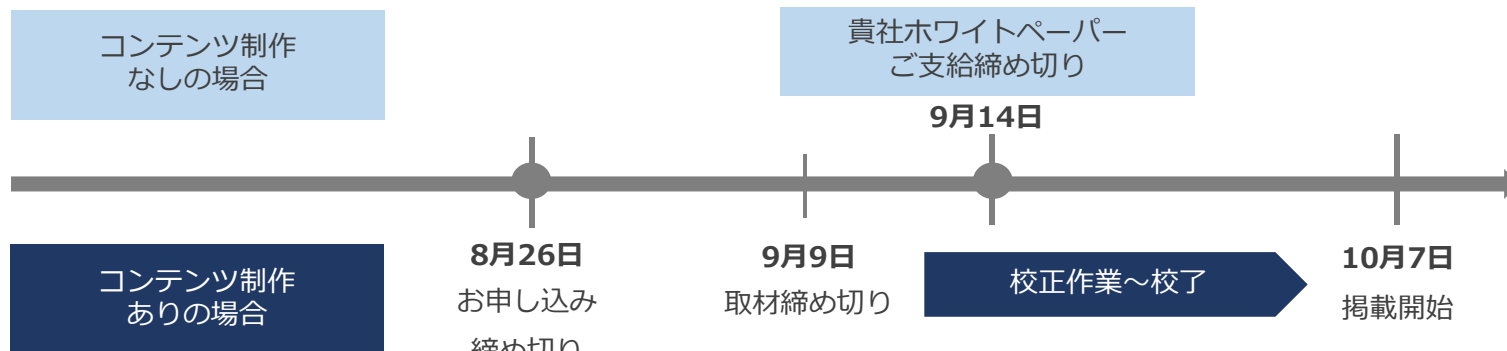 コンテンツ制作
なしの場合
貴社ホワイトペーパー
ご支給締め切り
9月14日
コンテンツ制作
ありの場合
8月26日
お申し込み
締め切り
9月9日
取材締め切り
校正作業～校了
10月7日
掲載開始